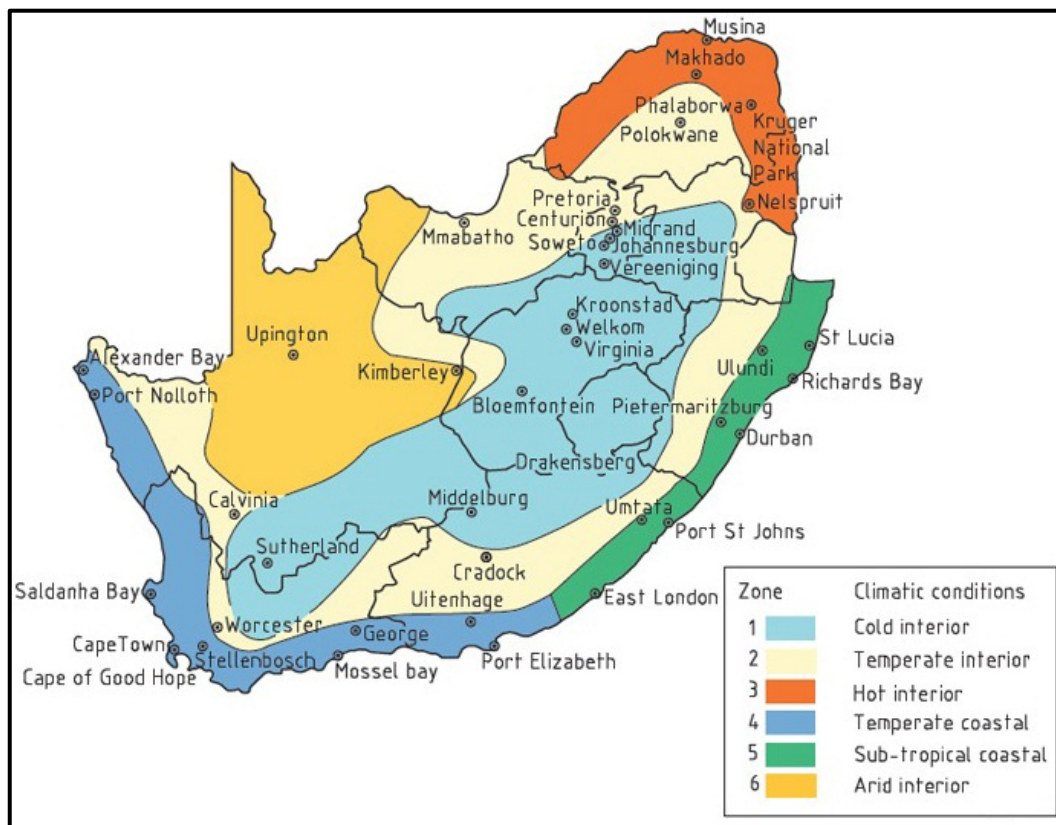 Musina
Makhado
Phalaborwa
Polokwane
Kruger
National
Park
Nelspruit
Pretoria
Centurion
Midrand
Soweto
Johannesburg
Vereeniging
Mmabatho
Kroonstad
Welkom
Virginia
Upington
Kimberley
Alexander Bay
Port Nolloth
St Lucia
Ulundi
Richards Bay
Bloemfontein
Pietermaritzburg
Durban
Drakensberg
Calvinia
Middelburg
Umtata
Port St Johns
Sutherland
Cradock
Saldanha Bay
Uitenhage
East London
Worcester
George
CapeTown
Stellenbosch
Mossel bay
Port Elizabeth
Cape of Good Hope
Zone Climatic conditions
1 Cold interior
2 Temperate interior
3 Hot interior
4 Temperate coastal
5 Sub-tropical coastal
6 Arid interior